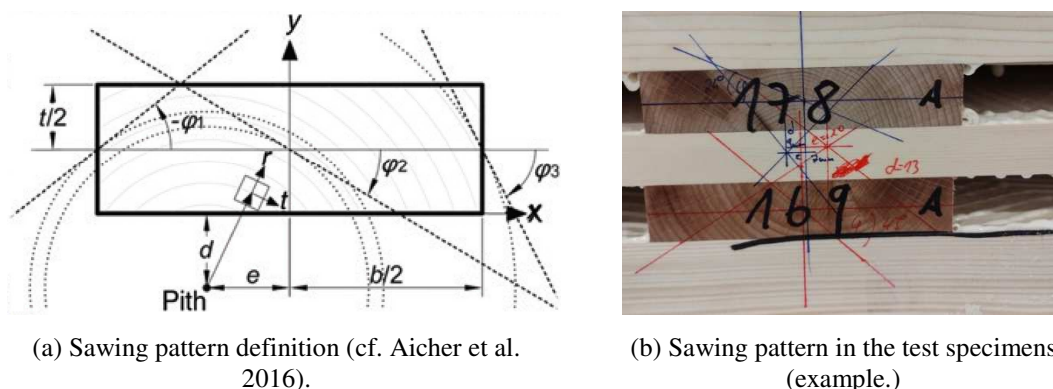 y
t/2
-φ1
r
φ2
φ3
t
x
d
e
b/2
Pith
178
A
d=13
169
A
(a) Sawing pattern definition (cf. Aicher et al.
2016).
(b) Sawing pattern in the test specimens
(example.)